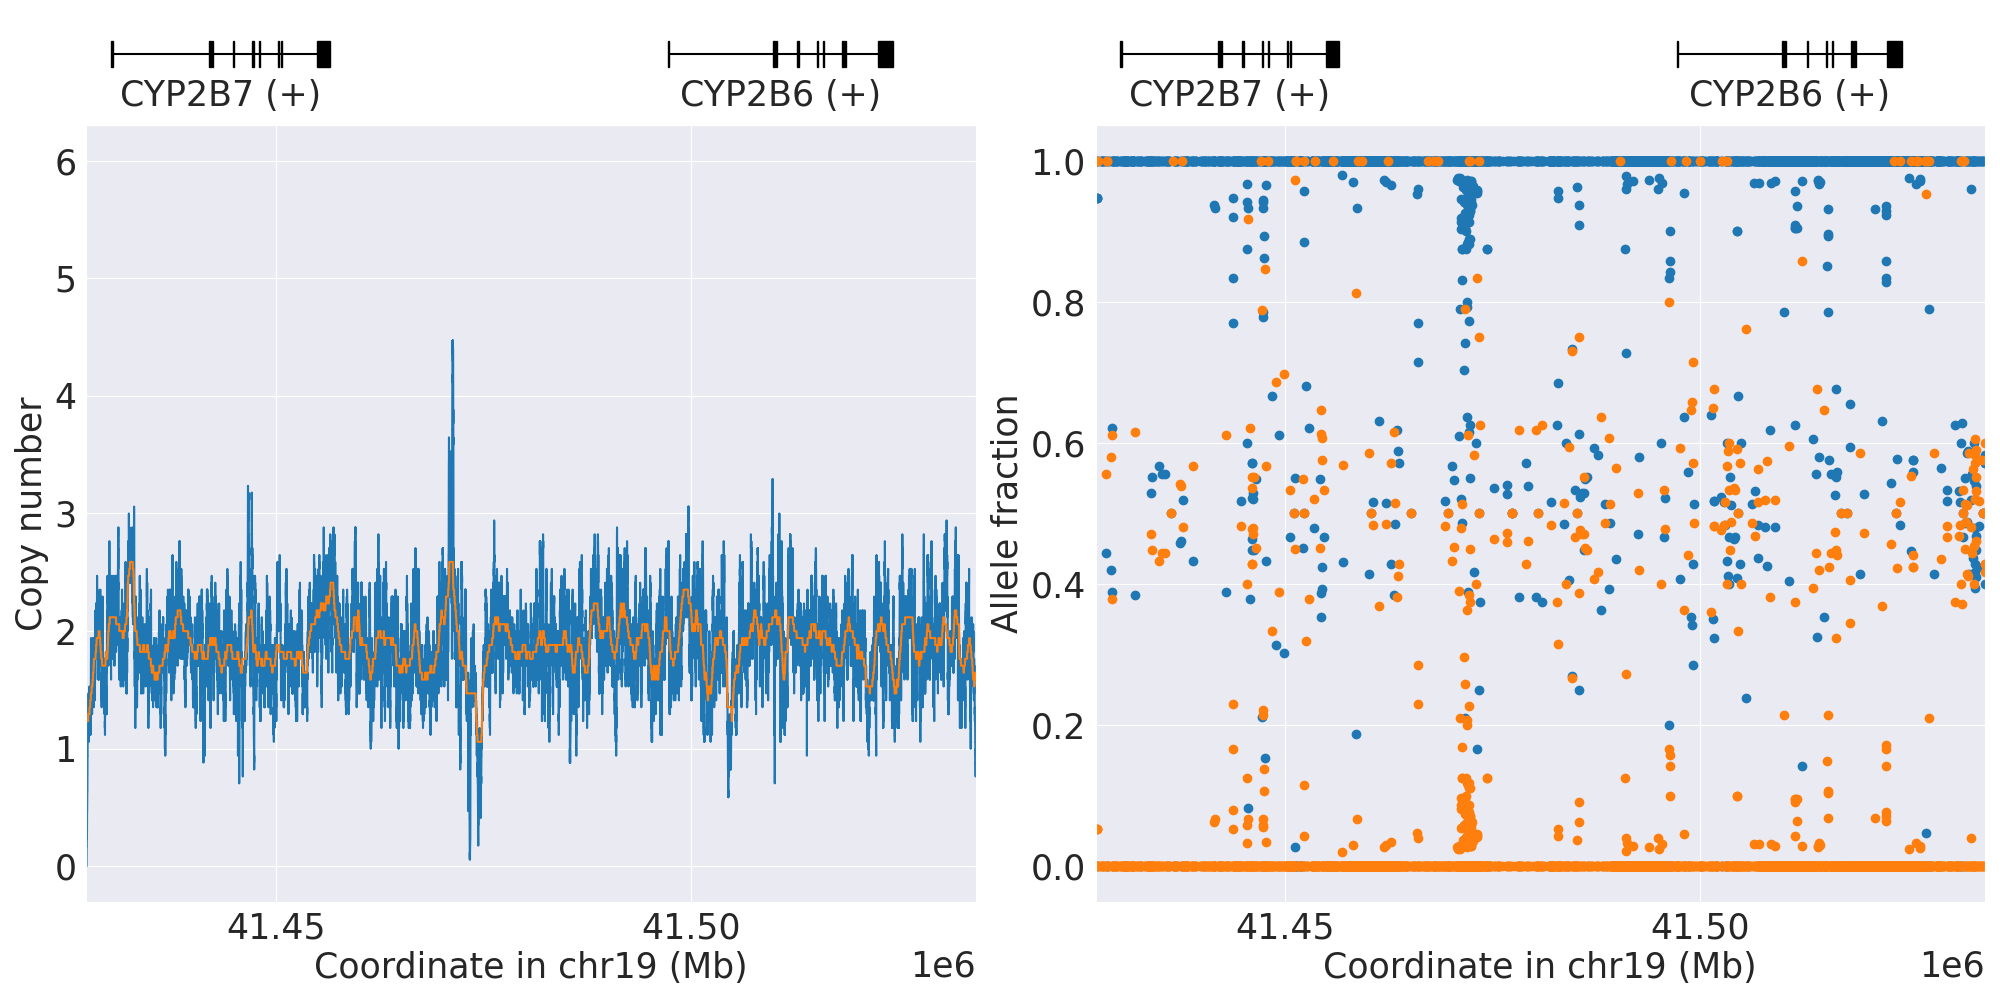 CYP2B7 (+)
CYP2B6 (+)
6
5
4
3
2
1
0
Copy number
41.45
41.50
Coordinate in chr19 (Mb)
1e6
CYP2B7 (+)
CYP2B6 (+)
1.0
0.8
0.6
0.4
0.2
0.0
Allele fraction
41.45
41.50
Coordinate in chr19 (Mb)
1e6